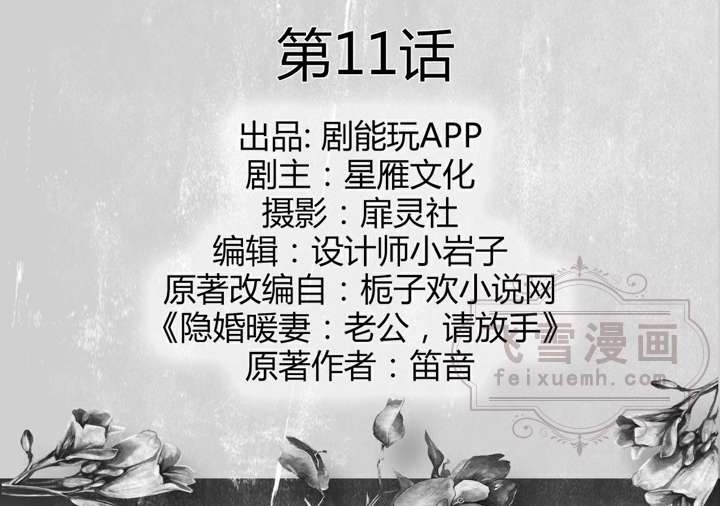 第11话
出品: 剧能玩APP
剧主：星雁文化
摄影：扉灵社
编辑：设计师小岩子
原著改编自：栀子欢小说网
《隐婚暖妻：老公，请放手》
原著作者：笛音
飞雪漫画
feixuemh.com